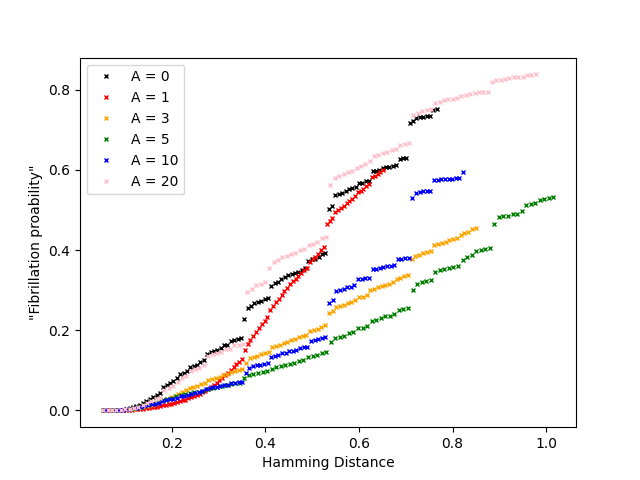 A = 0
A = 1
A = 3
A = 5
A = 10
A = 20
"Fibrillation proability"
0.8
0.6
0.4
0.2
0.0
0.2 0.4 0.6 0.8 1.0
Hamming Distance